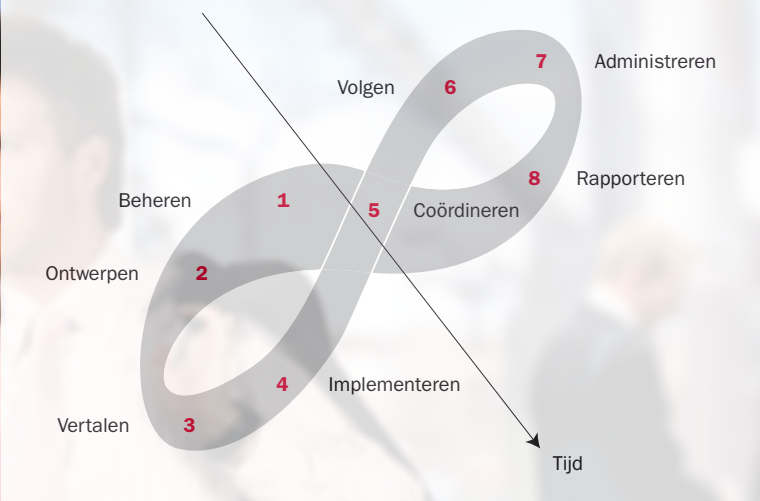 7 Administreren
Volgen 6
8 Rapporteren
Beheren 1
5 Coördineren
Ontwerpen 2
4 Implementeren
Vertalen 3
Tijd